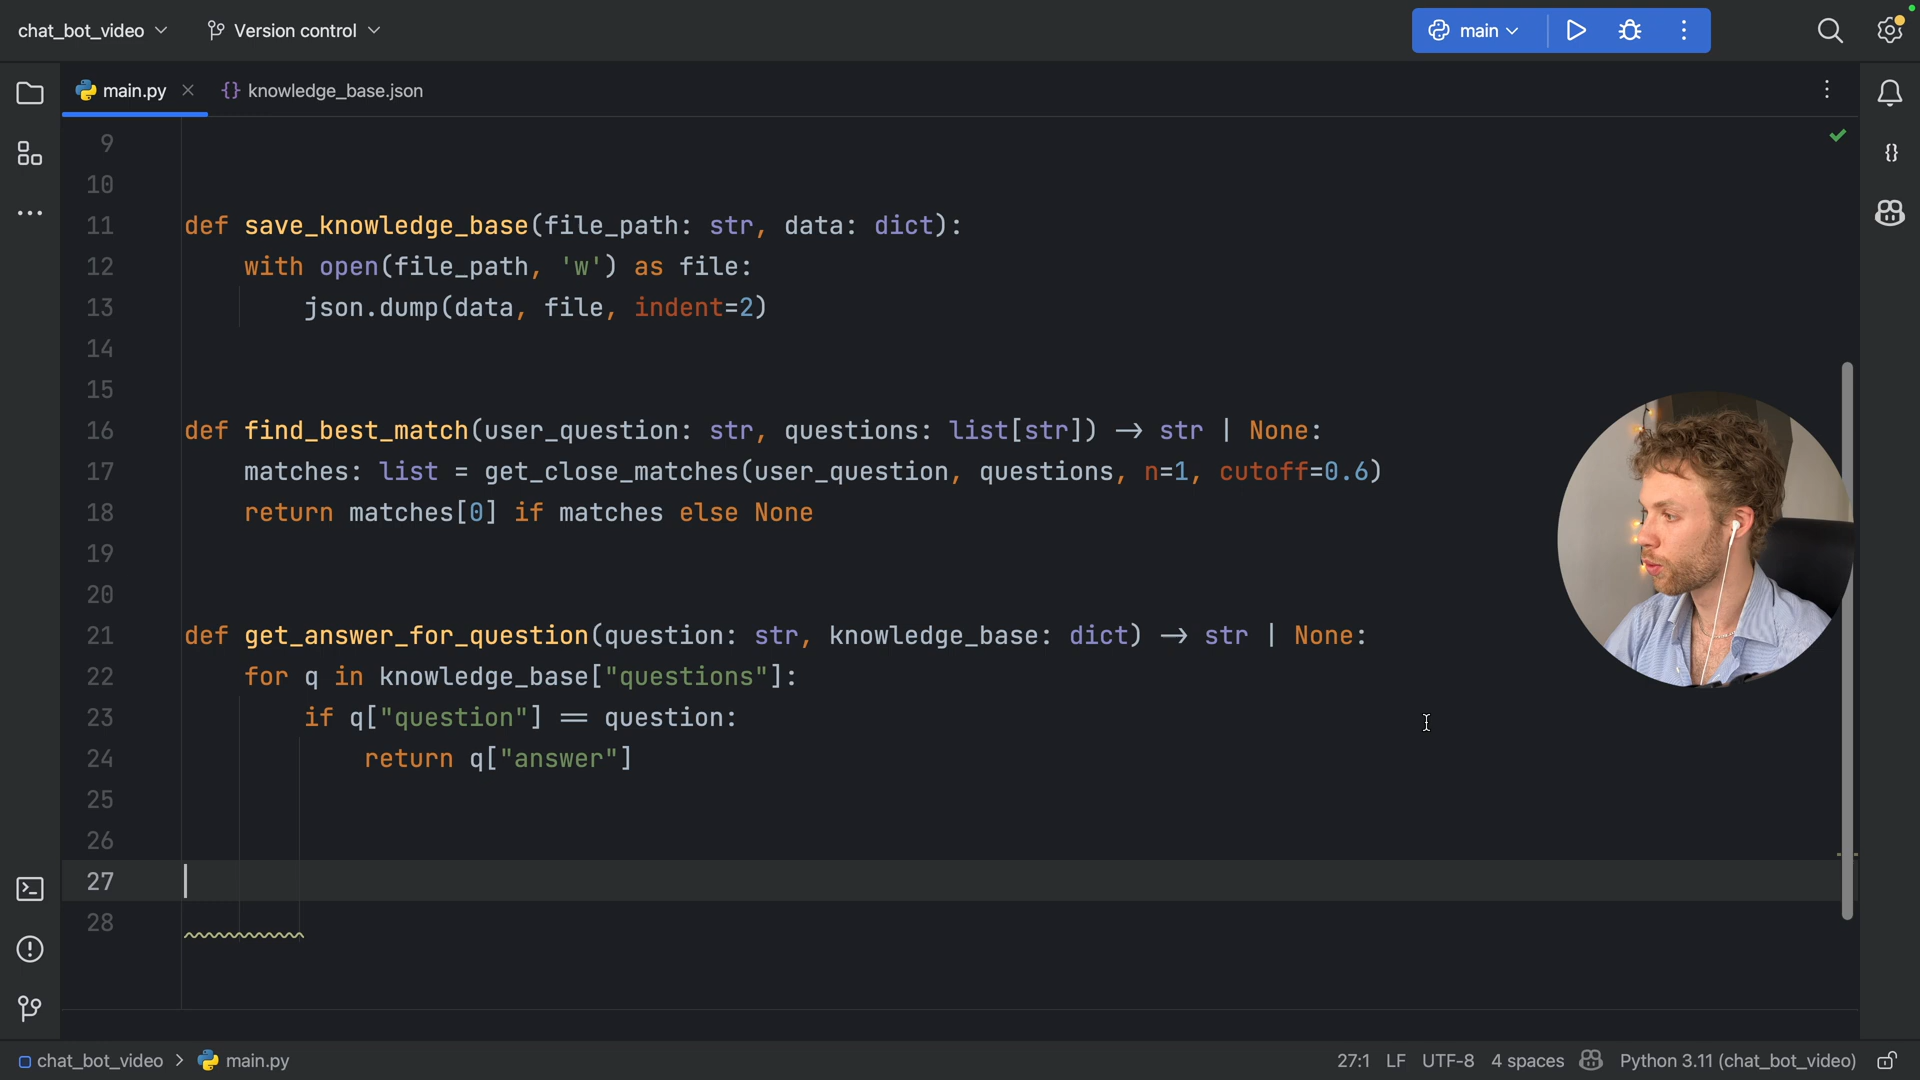 chat_bot_video Version control main
main.py {} knowledge_base.json
9
10
11 def save_knowledge_base(file_path: str, data: dict):
12 with open(file_path, 'w') as file:
13 json.dump(data, file, indent=2)
14
15
16 def find_best_match(user_question: str, questions: list[str]) → str | None:
17 matches: list = get_close_matches(user_question, questions, n=1, cutoff=0.6)
18 return matches[0] if matches else None
19
20
21 def get_answer_for_question(question: str, knowledge_base: dict) → str | None:
22 for q in knowledge_base["questions"]:
23 if q["question"] == question:
24 return q["answer"]
25
26
27
28
chat_bot_video > main.py 27:1 LF UTF-8 4 spaces Python 3.11 (chat_bot_video)